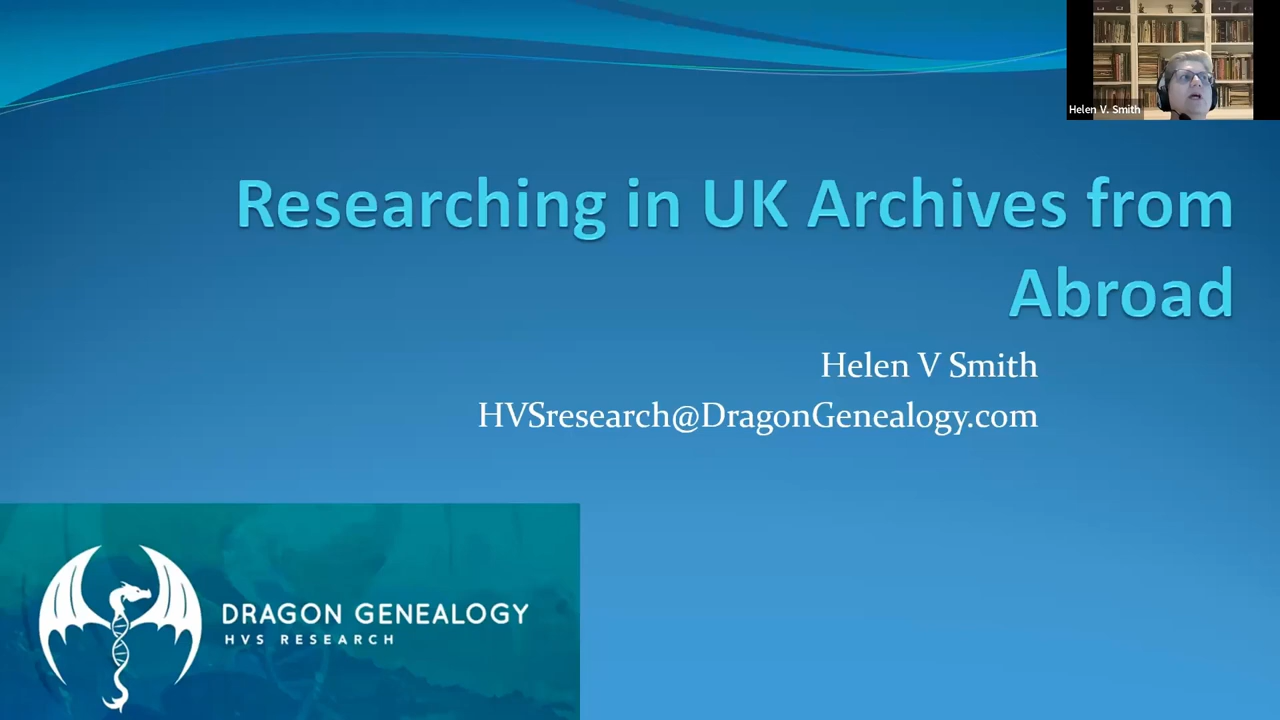 Helen V. Smith
Researching in UK Archives from
Abroad
Helen V Smith
HVSresearch@DragonGenealogy.com
DRAGON GENEALOGY
HVS RESEARCH